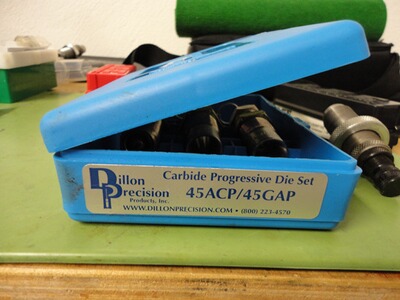 Dillon
Precision
Products, Inc.
Carbide Progressive Die Set
45ACP/45GAP
WWW.DILLONPRECISION.COM • (800) 223-4570